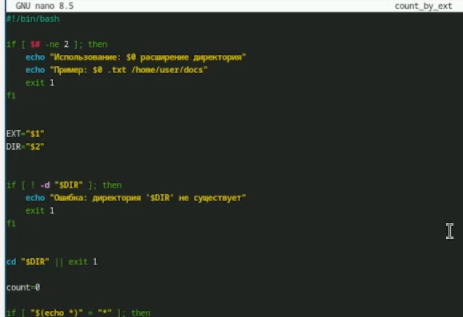 GNU nano 8.5 count_by_ext
#!/bin/bash
if [ $# -ne 2 ]; then
echo "Использование: $0 расширение директория"
echo "Пример: $0 .txt /home/user/docs"
exit 1
fi
EXT="$1"
DIR="$2"
if [ ! -d "$DIR" ]; then
echo "Ошибка: директория '$DIR' не существует"
exit 1
fi
cd "$DIR" || exit 1
count=0
if [ "$(echo *)" = "*" ]; then